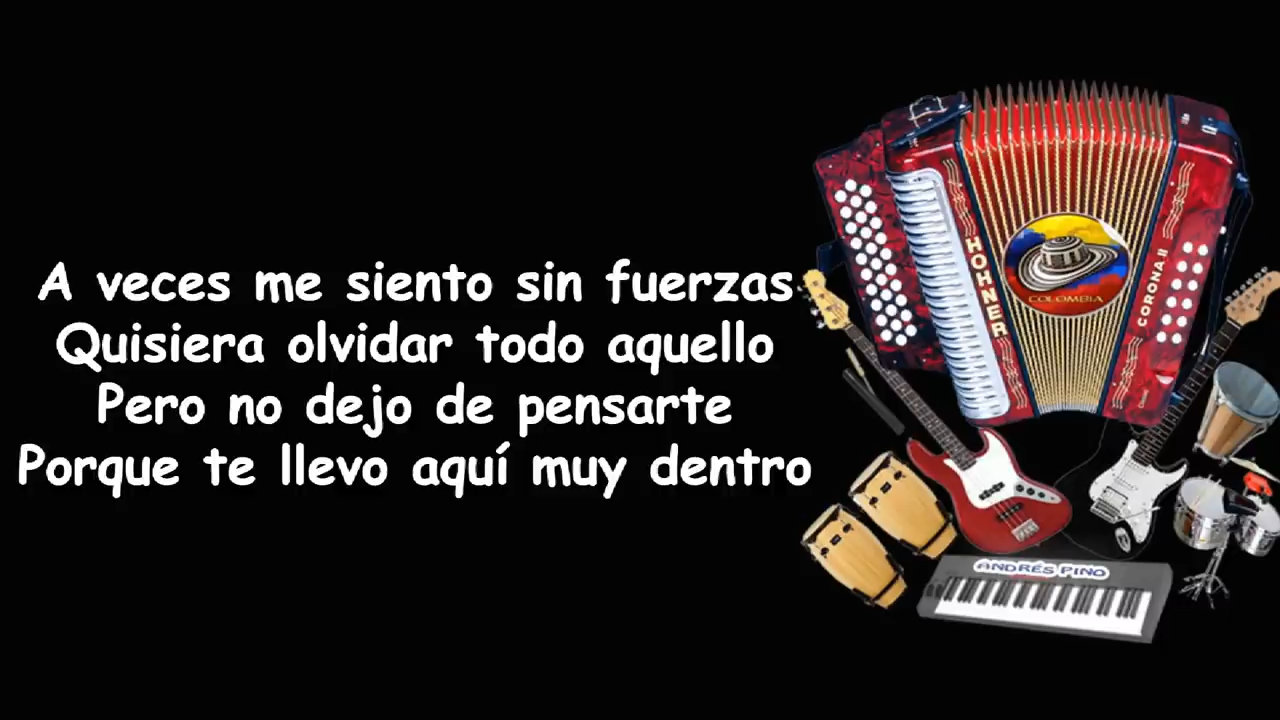 A veces me siento sin fuerzas
Quisiera olvidar todo aquello
Pero no dejo de pensarte
Porque te llevo aquí muy dentro
HOHNER
COLOMBIA
CORONA II
ANDRÉS PINO